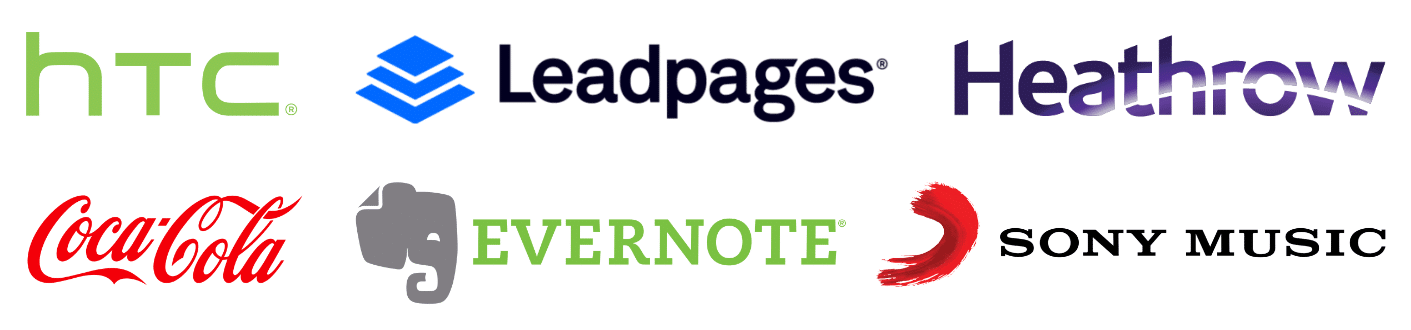 hTC®
Leadpages®
Heathrow
Coca-Cola
EVERNOTE®
SONY MUSIC